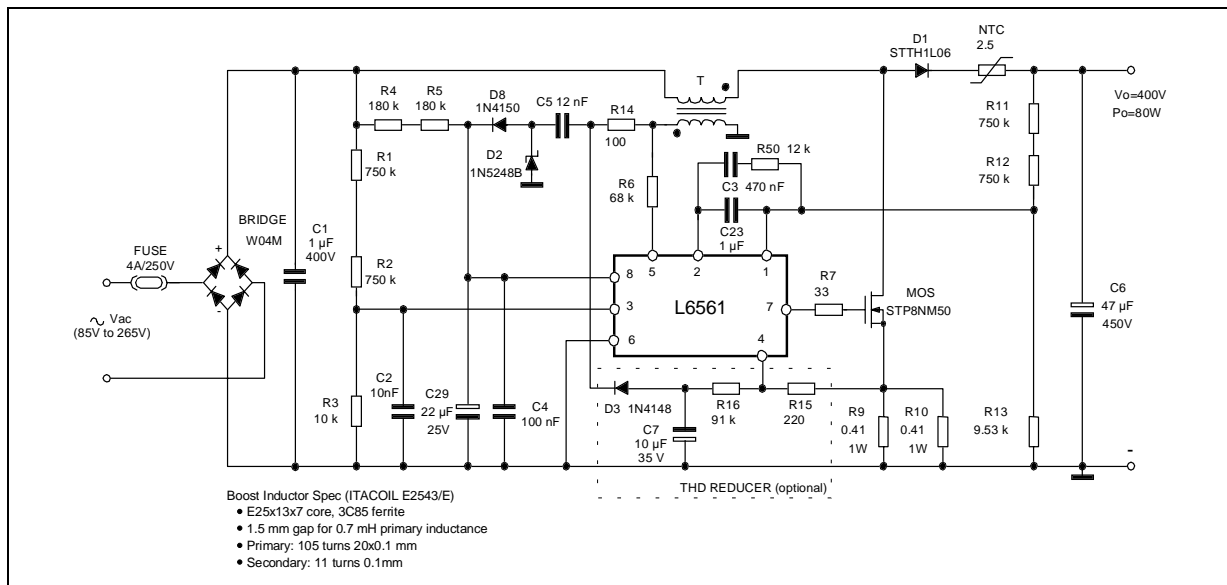 NTC
2.5
D1
STTH1L06
T
Vo=400V
Po=80W
R4
180 k
R5
180 k
D8
1N4150
C5 12 nF
R14
100
R11
750 k
R50 12 k
D2
1N5248B
R1
750 k
R6
68 k
C3 470 nF
R12
750 k
BRIDGE
W04M
C1
1 µF
400V
C23
1 µF
FUSE
4A/250V
+
-
R2
750 k
5
2
1
8
3
6
L6561
7
4
R7
33
MOS
STP8NM50
C6
47 µF
450V
Vac
(85V to 265V)
C2
10nF
C29
22 µF
25V
C4
100 nF
R3
10 k
D3 1N4148
R16
91 k
R15
220
C7
10 µF
35 V
R9
0.41
1W
R10
0.41
1W
R13
9.53 k
-
THD REDUCER (optional)
Boost Inductor Spec (ITACOIL E2543/E)
• E25x13x7 core, 3C85 ferrite
• 1.5 mm gap for 0.7 mH primary inductance
• Primary: 105 turns 20x0.1 mm
• Secondary: 11 turns 0.1mm